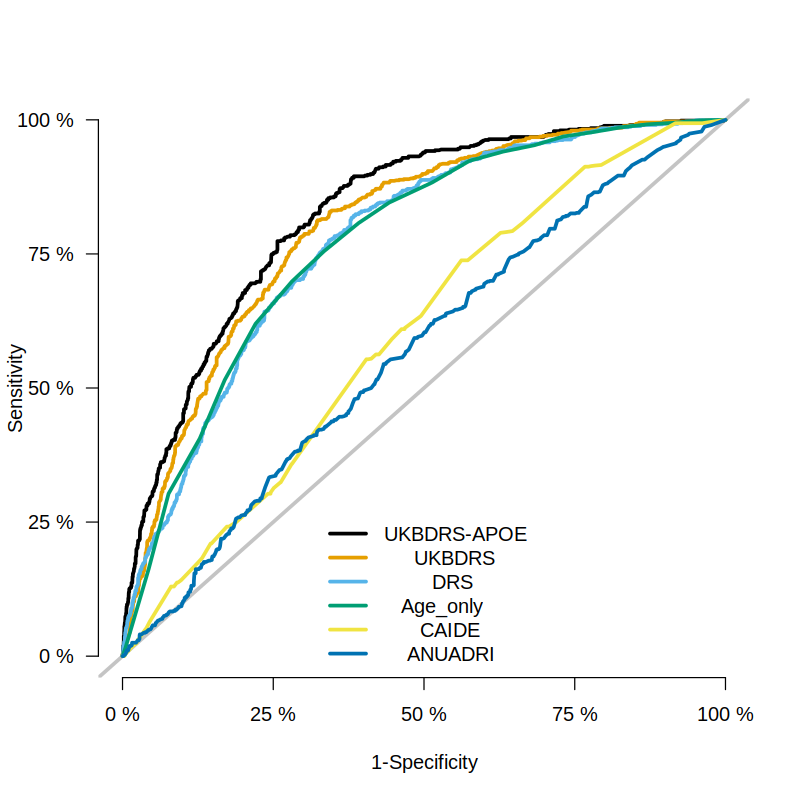 100 %
75 %
50 %
25 %
0 %
Sensitivity
UKBDRS-APOE
UKBDRS
DRS
Age_only
CAIDE
ANUADRI
0 % 25 % 50 % 75 % 100 %
1-Specificity